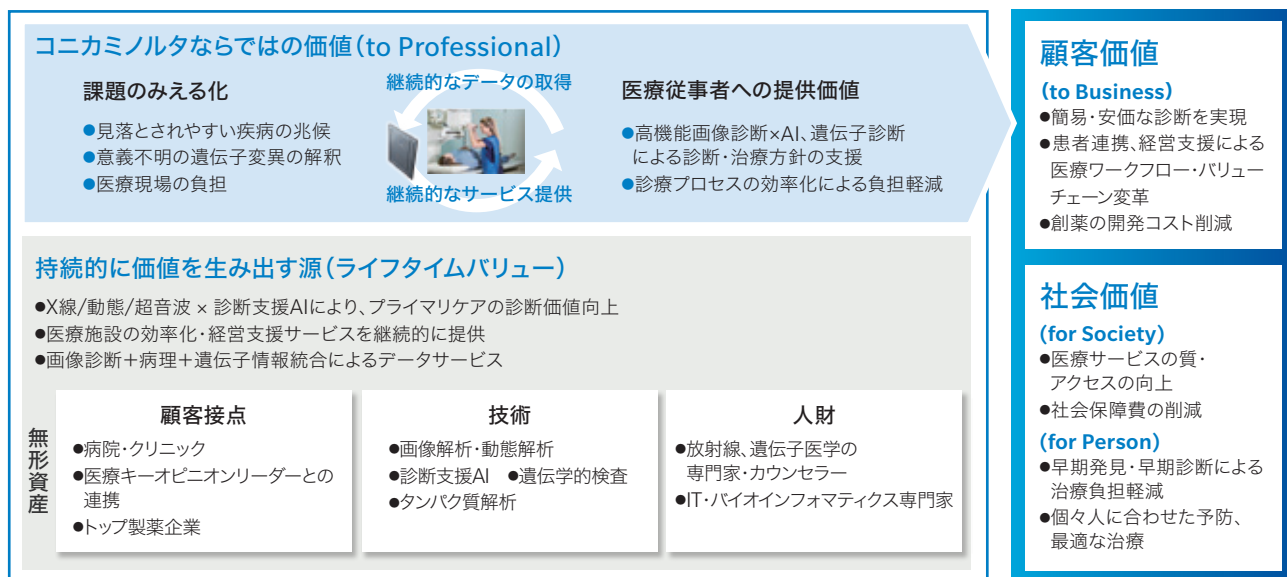 コニカミノルタならではの価値(to Professional)
課題のみえる化
●見落とされやすい疾病の兆候
●意義不明の遺伝子変異の解釈
●医療現場の負担
継続的なデータの取得
継続的なサービス提供
医療従事者への提供価値
●高機能画像診断×AI、遺伝子診断
による診断・治療方針の支援
●診療プロセスの効率化による負担軽減
持続的に価値を生み出す源(ライフタイムバリュー)
●X線/動態/超音波 × 診断支援AIにより、プライマリケアの診断価値向上
●医療施設の効率化・経営支援サービスを継続的に提供
●画像診断+病理+遺伝子情報統合によるデータサービス
無形資産
顧客接点
●病院・クリニック
●医療キーオピニオンリーダーとの
連携
●トップ製薬企業
技術
●画像解析・動態解析
●診断支援AI ●遺伝学的検査
●タンパク質解析
人財
●放射線、遺伝子医学の
専門家・カウンセラー
●IT・バイオインフォマティクス専門家
顧客価値
(to Business)
●簡易・安価な診断を実現
●患者連携、経営支援による
医療ワークフロー・バリュー
チェーン変革
●創薬の開発コスト削減
社会価値
(for Society)
●医療サービスの質・
アクセスの向上
●社会保障費の削減
(for Person)
●早期発見・早期診断による
治療負担軽減
●個々人に合わせた予防、
最適な治療